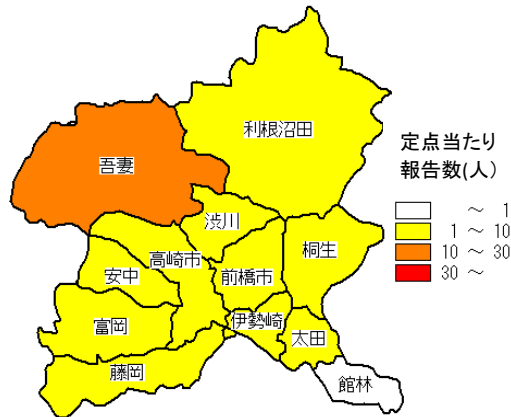 利根沼田
吾妻
渋川
桐生
高崎市
前橋市
安中
伊勢崎
富岡
太田
藤岡
館林
定点当たり
報告数(人)
～ 1
1 ～ 10
10 ～ 30
30 ～